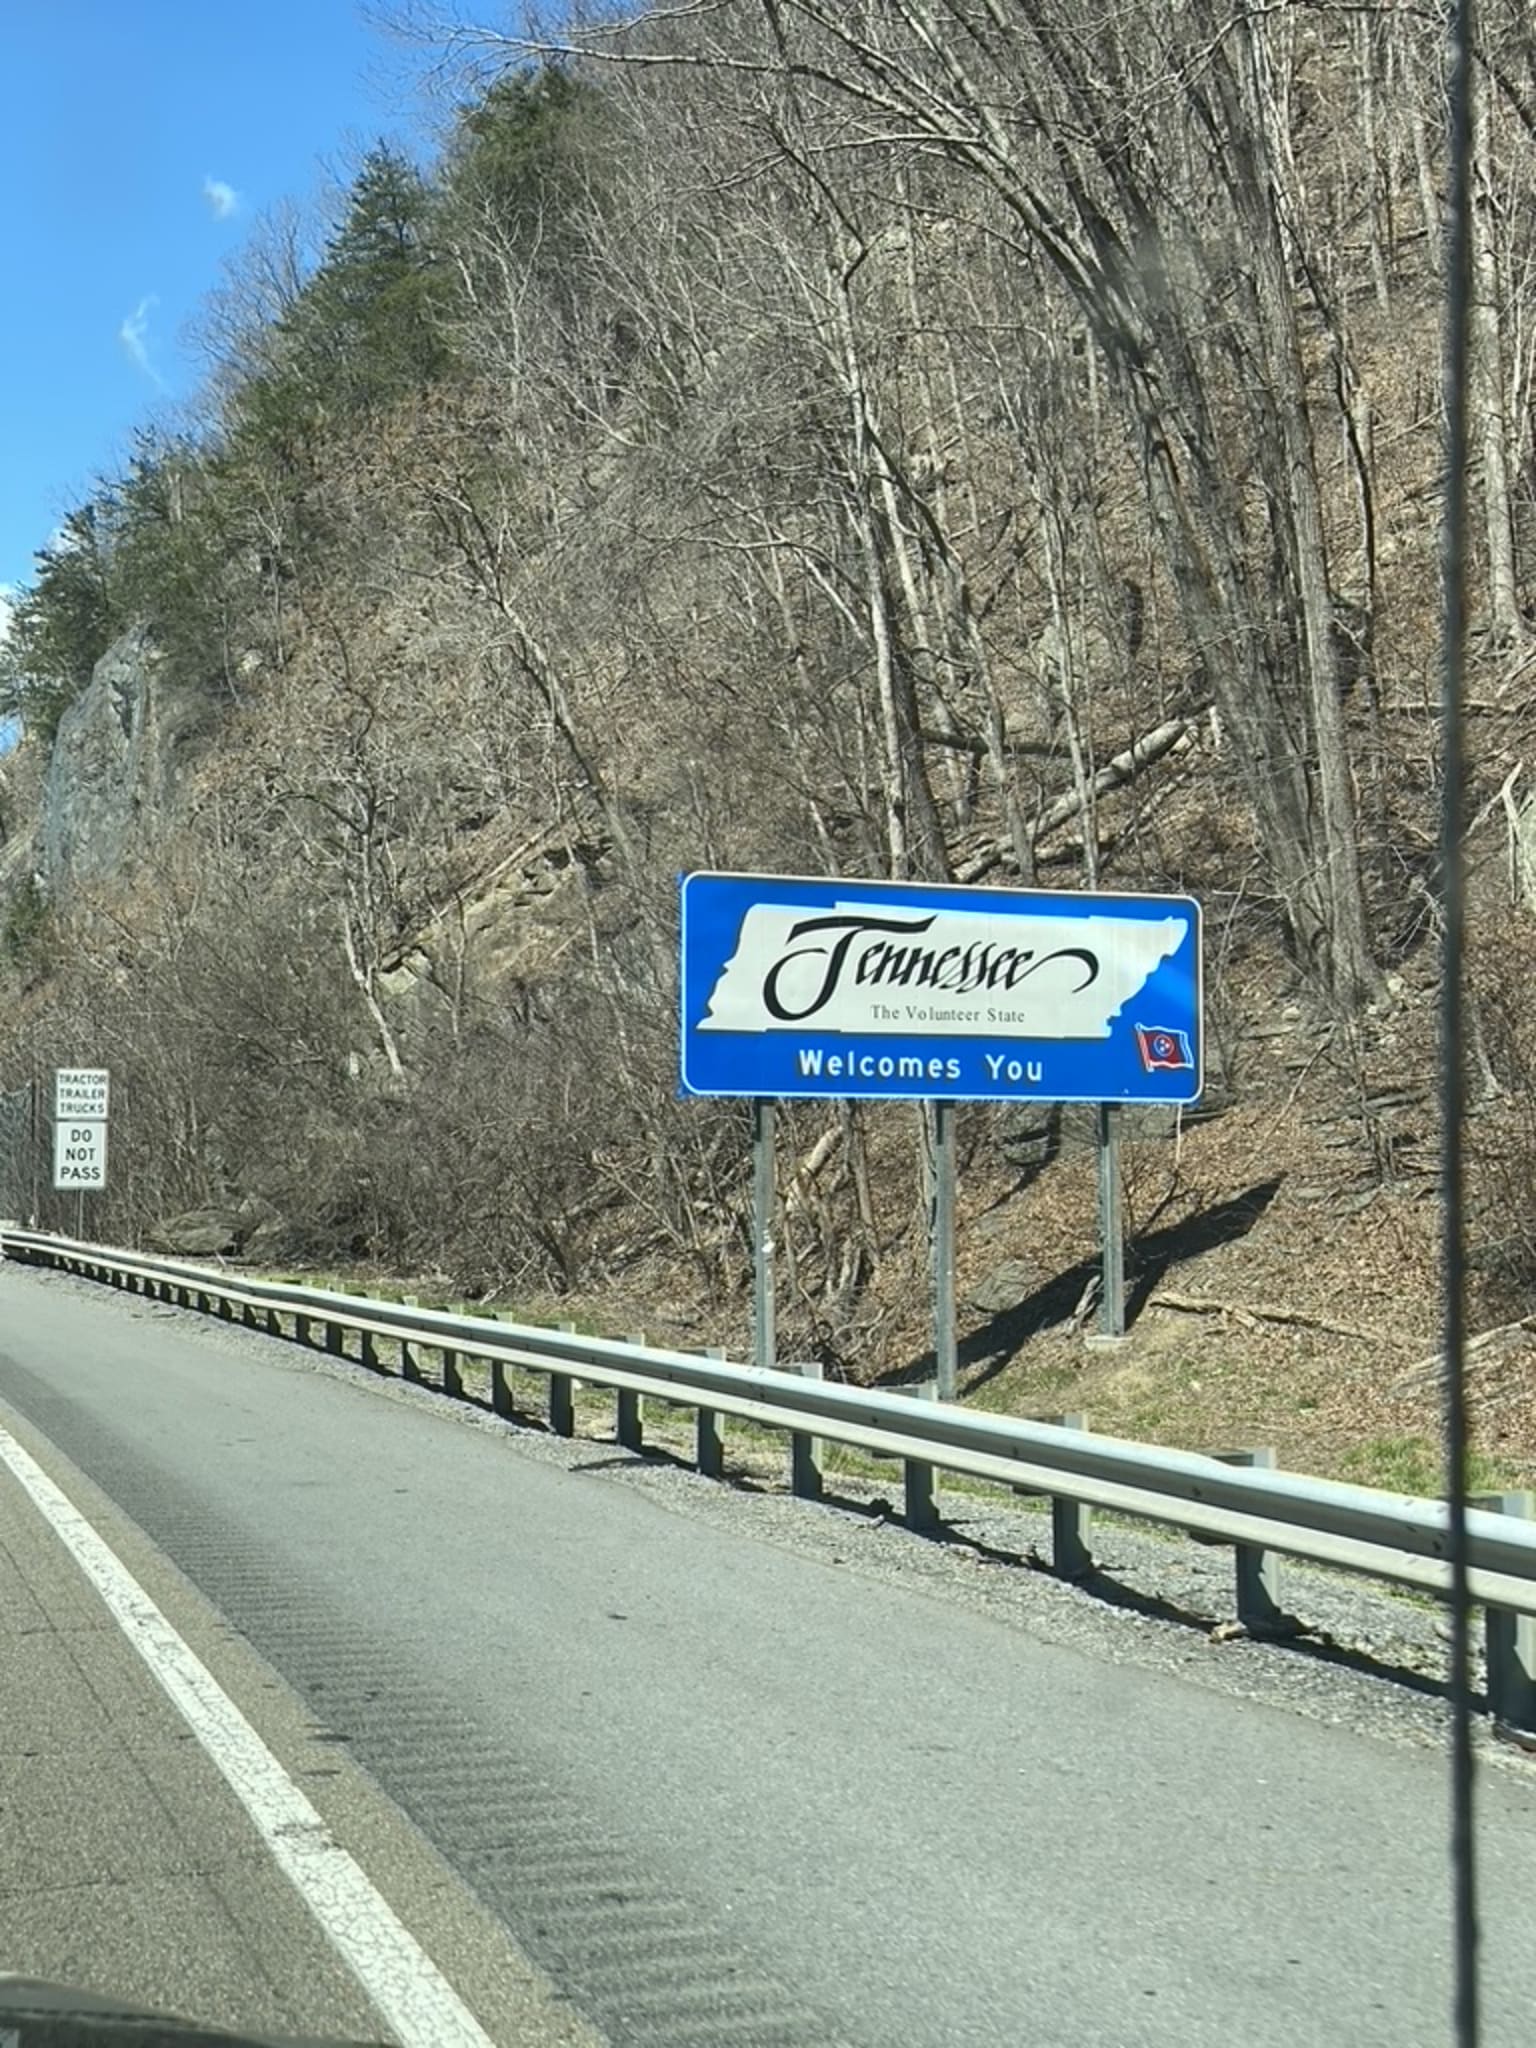 Tennessee
The Volunteer State
Welcomes You
TRACTOR
TRAILER
TRUCKS
DO
NOT
PASS